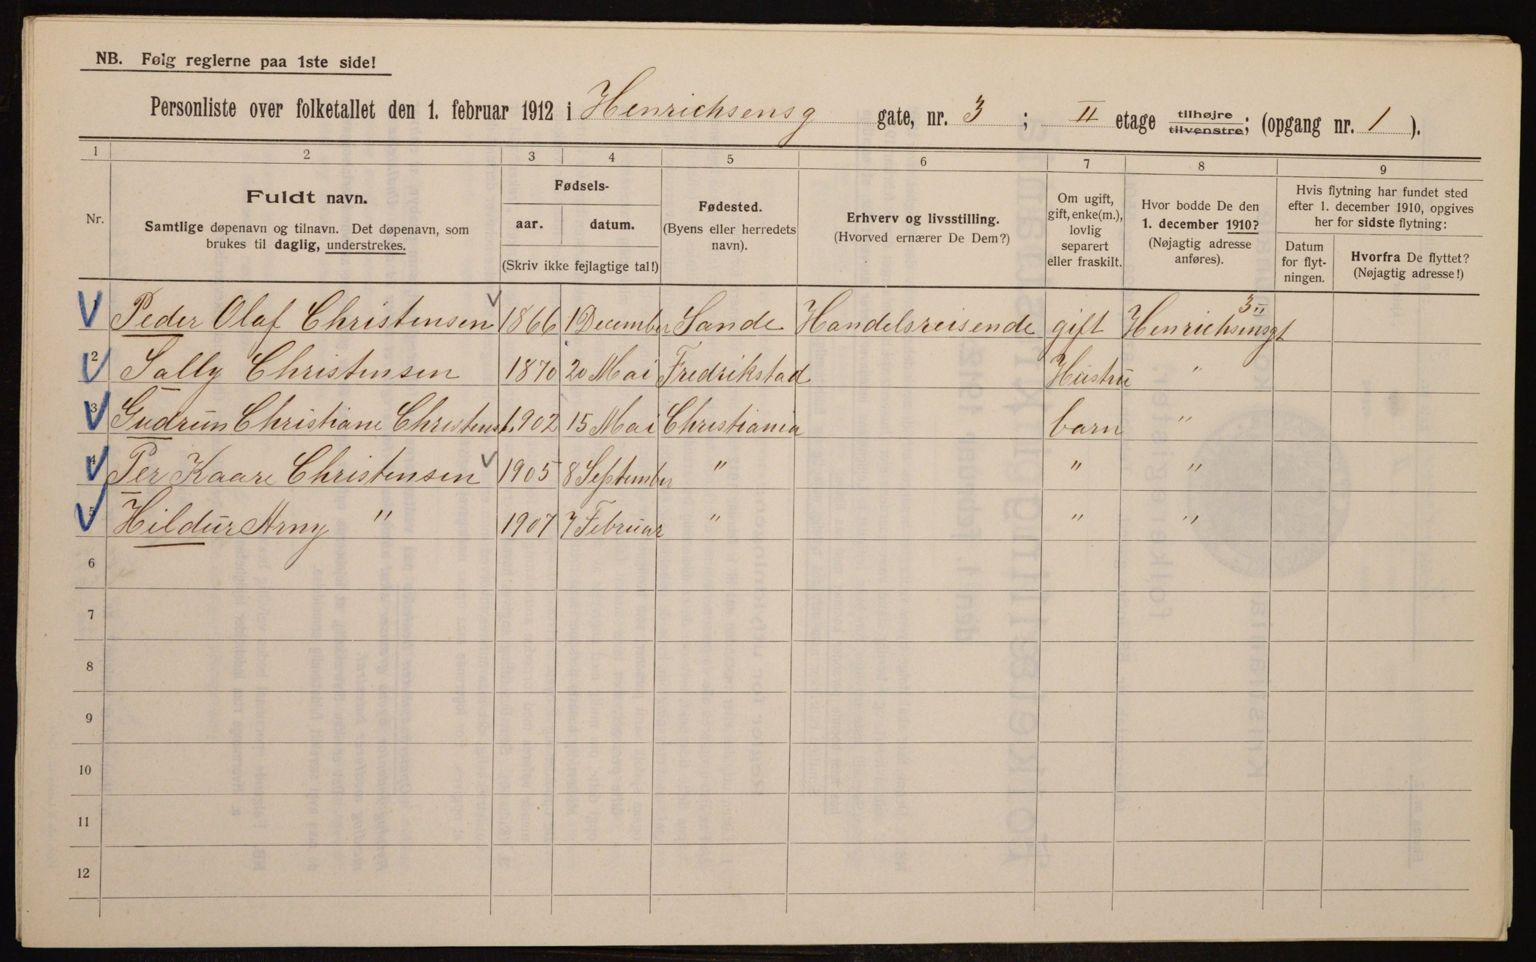 NB. Følg reglerne paa 1ste side!
Personliste over folketallet den 1. februar 1912 i Henrichsensg gate, nr. 3 ; II etage tilhøjre tilvenstre; (opgang nr. 1 ).
1 2 3 4 5 6 7 8 9
Nr.
Fuldt navn.
Samtlige døpenavn og tilnavn. Det døpenavn, som
brukes til daglig, understrekes.
Fødsels-
aar. datum.
(Skriv ikke fejlagtige tal!)
Fødested.
(Byens eller herredets
navn).
Erhverv og livsstilling.
(Hvorved ernærer De Dem?)
Om ugift,
gift, enke(m.),
lovlig
separert
eller fraskilt.
Hvor bodde De den
1. december 1910?
(Nøjagtig adresse
anføres).
Hvis flytning har fundet sted
efter 1. december 1910, opgives
her for sidste flytning:
Datum
for flyt-
ningen.
Hvorfra De flyttet?
(Nøjagtig adresse!)
1 Peder Olaf Christensen 1866 1 December Sande Handelsreisende gift Henrichsensgt 3 II
2 Sally Christensen 1870 20 Mai Fredrikstad Hustru "
3 Gudrun Christiane Christens. 1902 15 Mai Christiania barn "
4 Per Kaare Christensen 1905 8 September " " "
5 Hildur Arny " 1907 7 Februar " " "
6
7
8
9
10
11
12